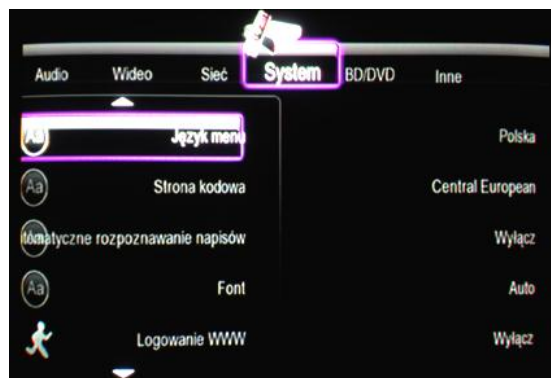 Audio Wideo Sieć System BD/DVD Inne
Język menu Polska
Strona kodowa Central European
tomatyczne rozpoznawanie napisów Wyłącz
Font Auto
Logowanie WWW Wyłącz